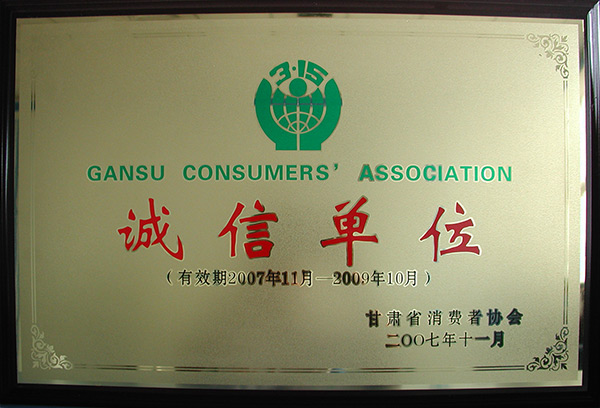 3·15
GANSU CONSUMERS' ASSOCIATION
诚信单位
（有效期2007年11月—2009年10月）
甘肃省消费者协会
二〇〇七年十一月